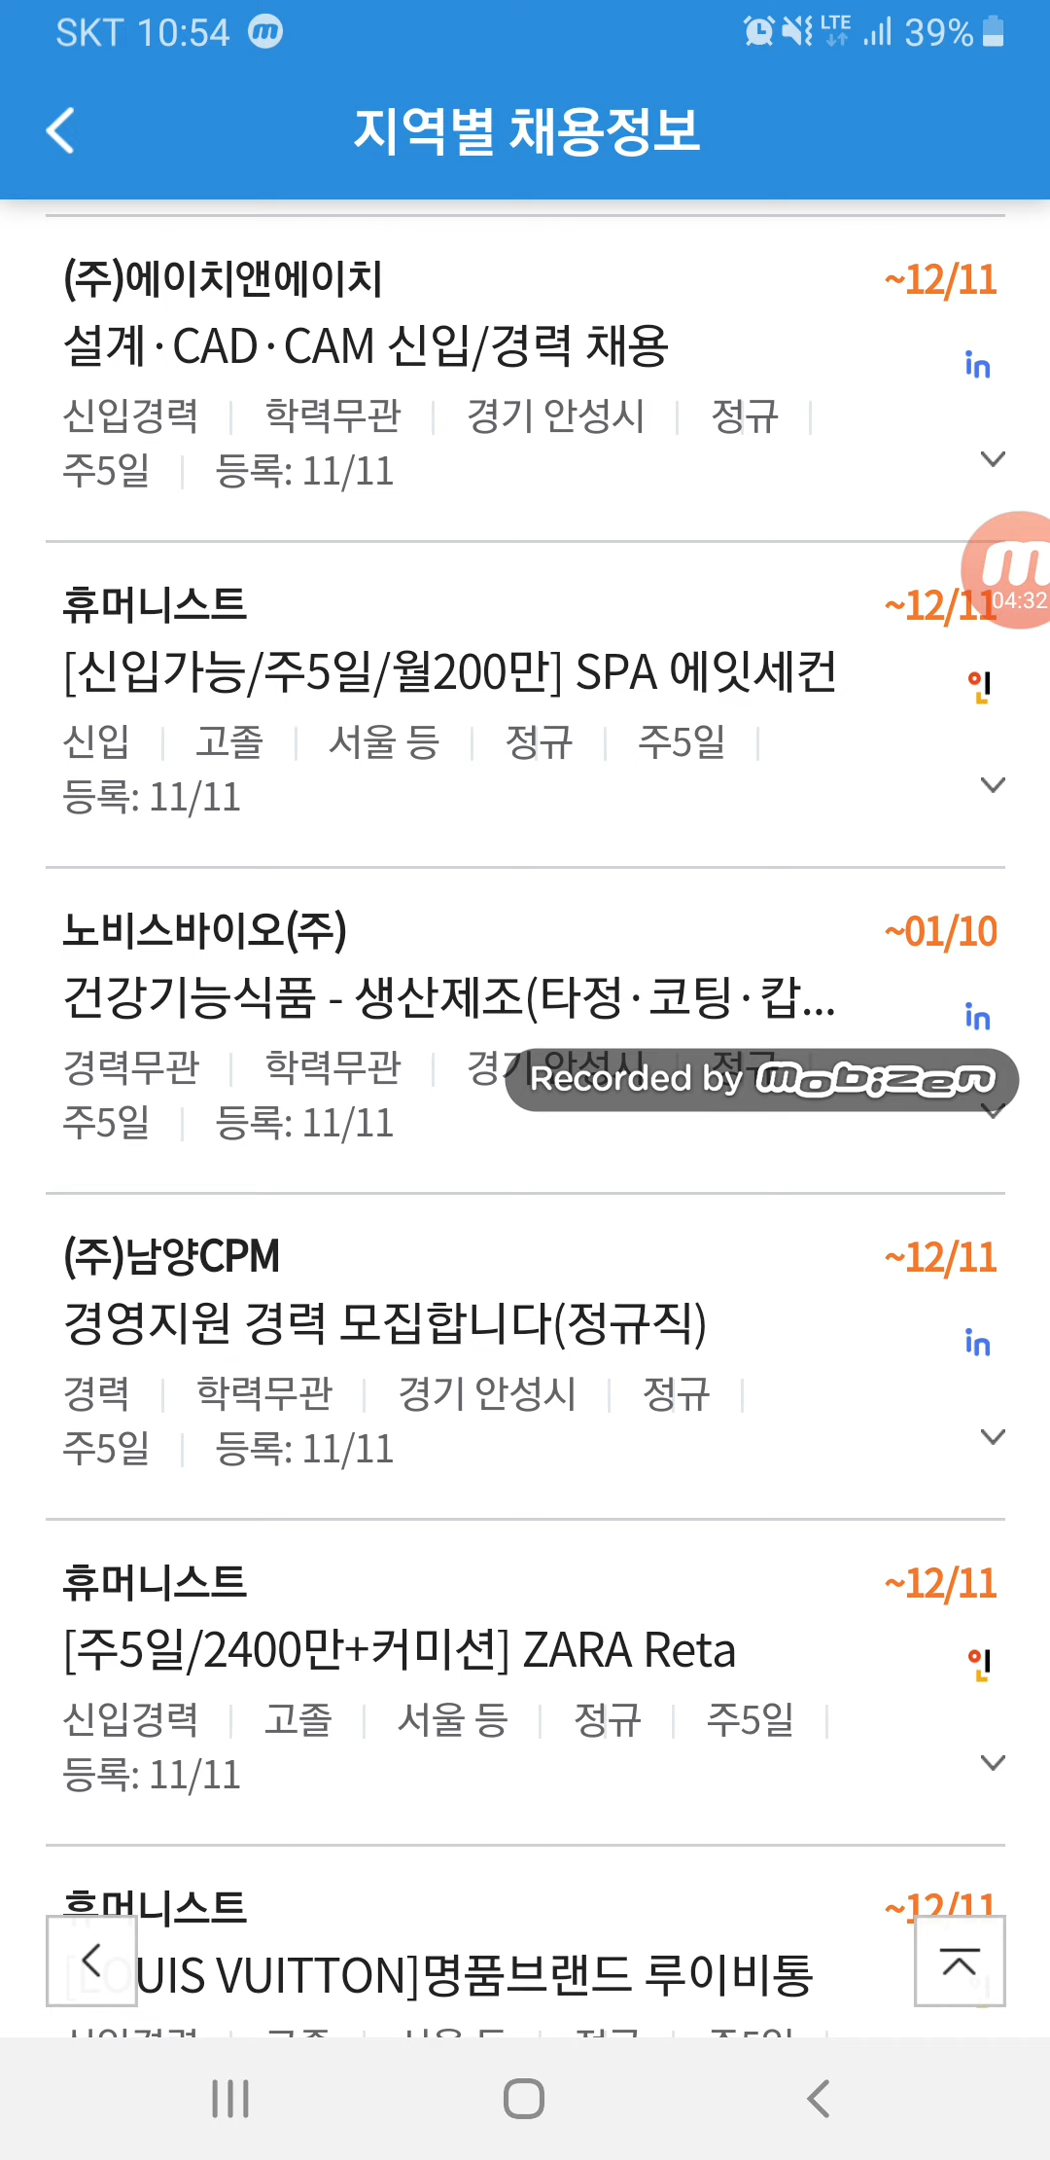 SKT 10:54 m LTE 39%
지역별 채용정보
(주)에이치앤에이치 ~12/11
설계·CAD·CAM 신입/경력 채용
in
신입경력 | 학력무관 | 경기 안성시 | 정규 |
주5일 | 등록: 11/11
m
04:32
휴머니스트 ~12/11
[신입가능/주5일/월200만] SPA 에잇세컨
인
신입 | 고졸 | 서울 등 | 정규 | 주5일 |
등록: 11/11
노비스바이오(주) ~01/10
건강기능식품 - 생산제조(타정·코팅·캅...
in
경력무관 | 학력무관 | 경기 안성시 | 정규 |
Recorded by mobizen
주5일 | 등록: 11/11
(주)남양CPM ~12/11
경영지원 경력 모집합니다(정규직)
in
경력 | 학력무관 | 경기 안성시 | 정규 |
주5일 | 등록: 11/11
휴머니스트 ~12/11
[주5일/2400만+커미션] ZARA Reta
인
신입경력 | 고졸 | 서울 등 | 정규 | 주5일 |
등록: 11/11
휴머니스트 ~12/11
[LOUIS VUITTON]명품브랜드 루이비통